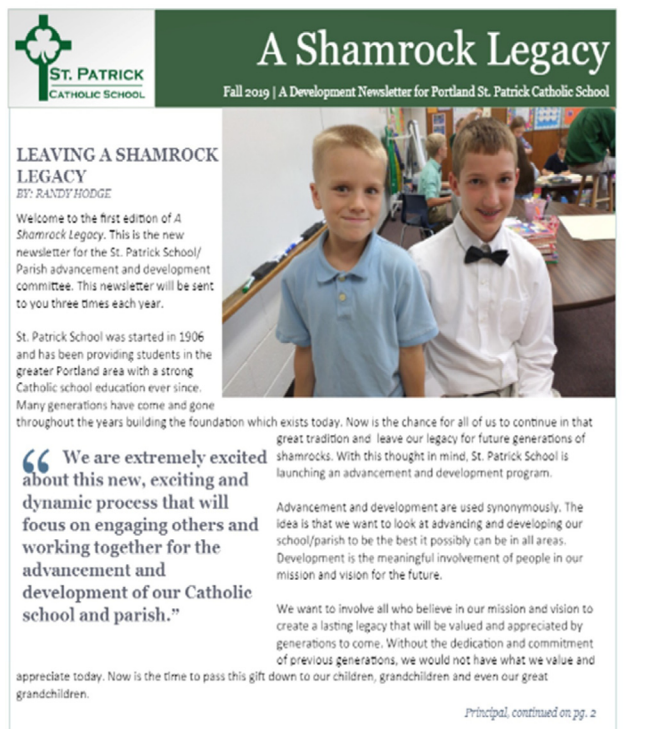 ST. PATRICK
CATHOLIC SCHOOL
A Shamrock Legacy
Fall 2019 | A Development Newsletter for Portland St. Patrick Catholic School
LEAVING A SHAMROCK
LEGACY
BY: RANDY HODGE
Welcome to the first edition of A
Shamrock Legacy. This is the new
newsletter for the St. Patrick School/
Parish advancement and development
committee. This newsletter will be sent
to you three times each year.
St. Patrick School was started in 1906
and has been providing students in the
greater Portland area with a strong
Catholic school education ever since.
Many generations have come and gone
throughout the years building the foundation which exists today. Now is the chance for all of us to continue in that
great tradition and leave our legacy for future generations of
shamrocks. With this thought in mind, St. Patrick School is
launching an advancement and development program.
Advancement and development are used synonymously. The
idea is that we want to look at advancing and developing our
school/parish to be the best it possibly can be in all areas.
Development is the meaningful involvement of people in our
mission and vision for the future.
We want to involve all who believe in our mission and vision to
create a lasting legacy that will be valued and appreciated by
generations to come. Without the dedication and commitment
of previous generations, we would not have what we value and
appreciate today. Now is the time to pass this gift down to our children, grandchildren and even our great
grandchildren.
“ We are extremely excited
about this new, exciting and
dynamic process that will
focus on engaging others and
working together for the
advancement and
development of our Catholic
school and parish.”
Principal, continued on pg. 2